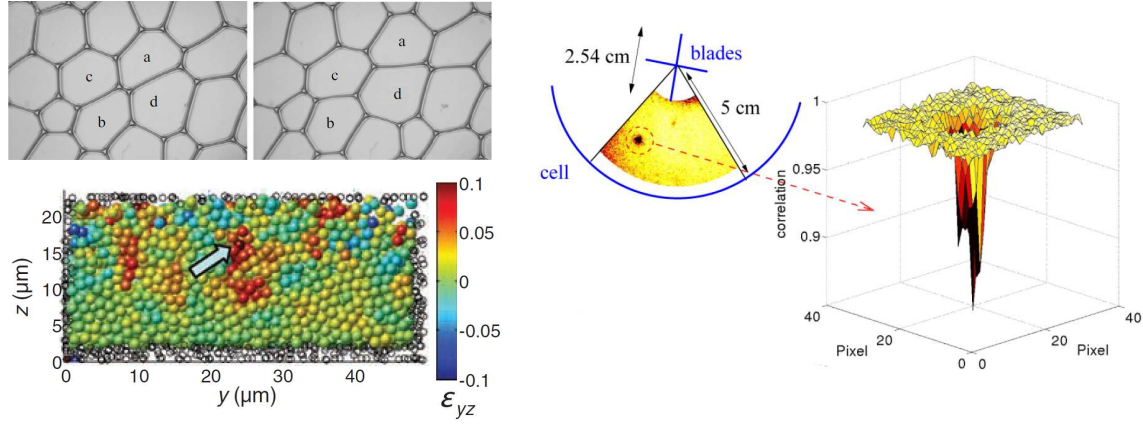 a
c
d
b
a
c
d
b
0.1
0.05
0
-0.05
-0.1
εyz
20
15
10
5
0
z (μm)
0
10
20
30
40
y (μm)
2.54 cm
blades
5 cm
cell
1
0.95
0.9
correlation
40
20
0
Pixel
0
20
40
Pixel